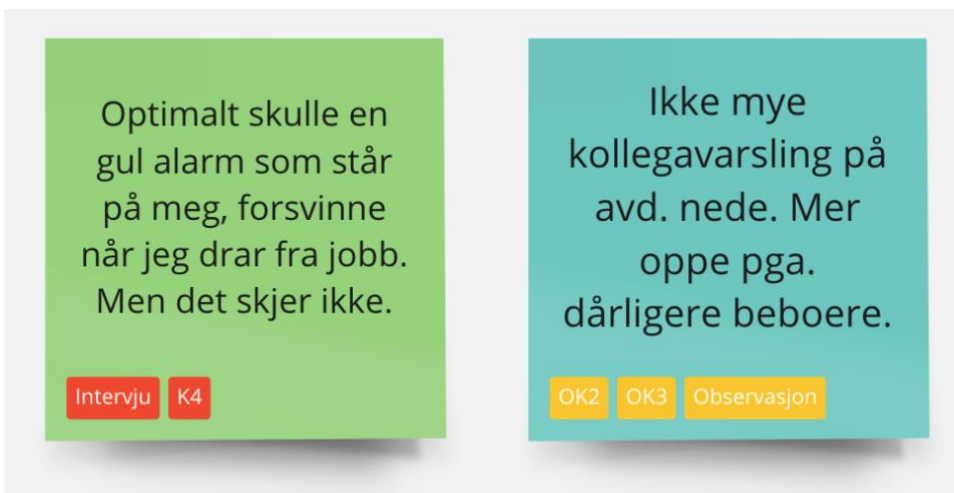 Optimalt skulle en
gul alarm som står
på meg, forsvinne
når jeg drar fra jobb.
Men det skjer ikke.
Intervju K4
Ikke mye
kollegavarsling på
avd. nede. Mer
oppe pga.
dårligere beboere.
OK2 OK3 Observasjon